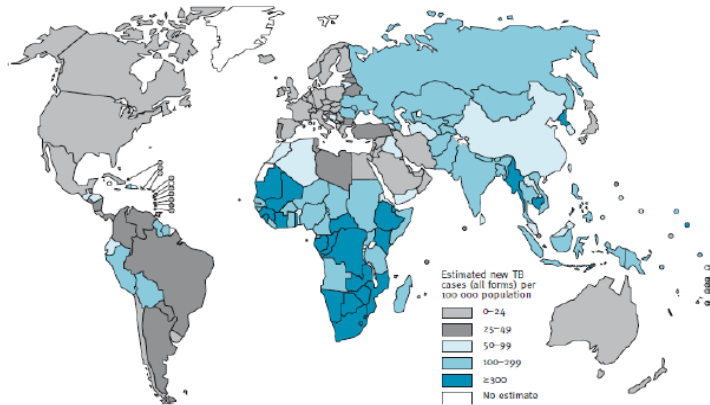 Estimated new TB
cases (all forms) per
100 000 population
0–24
25–49
50–99
100–299
≥300
No estimate